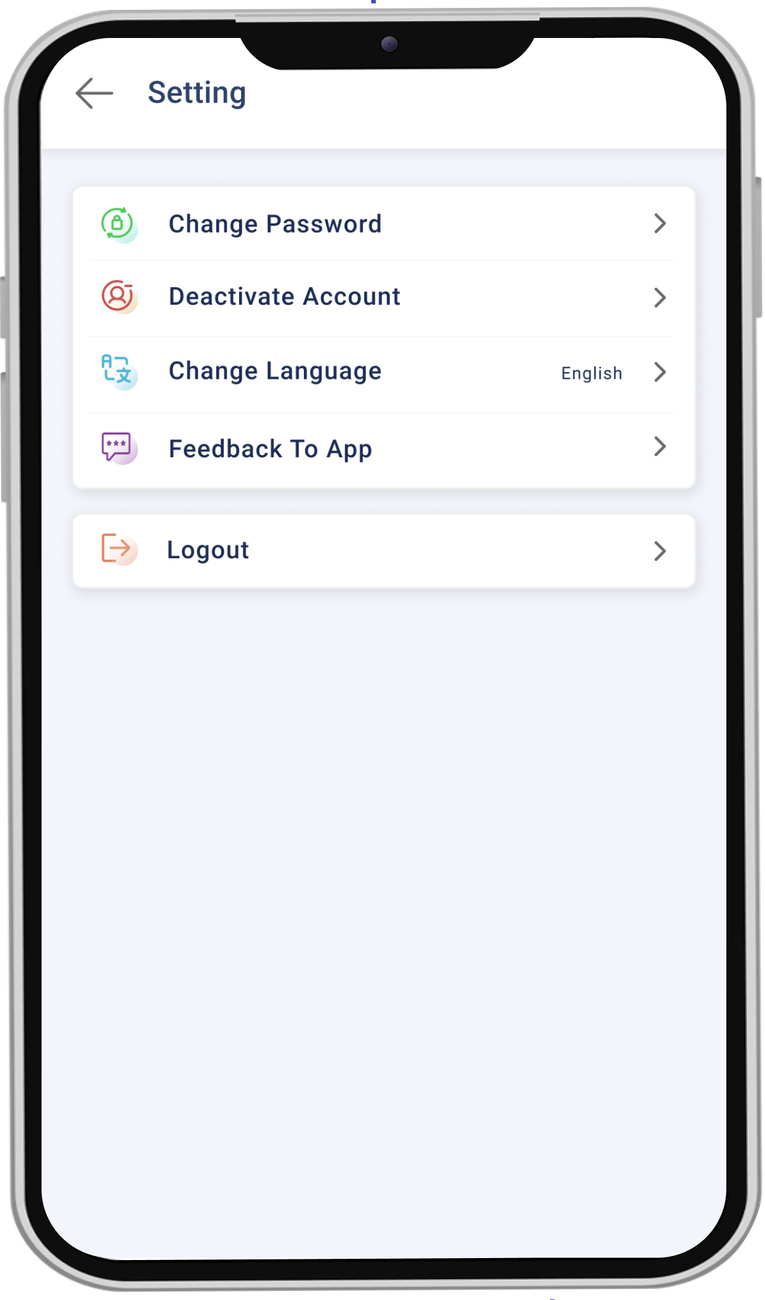 Setting
Change Password
Deactivate Account
Change Language English
Feedback To App
Logout